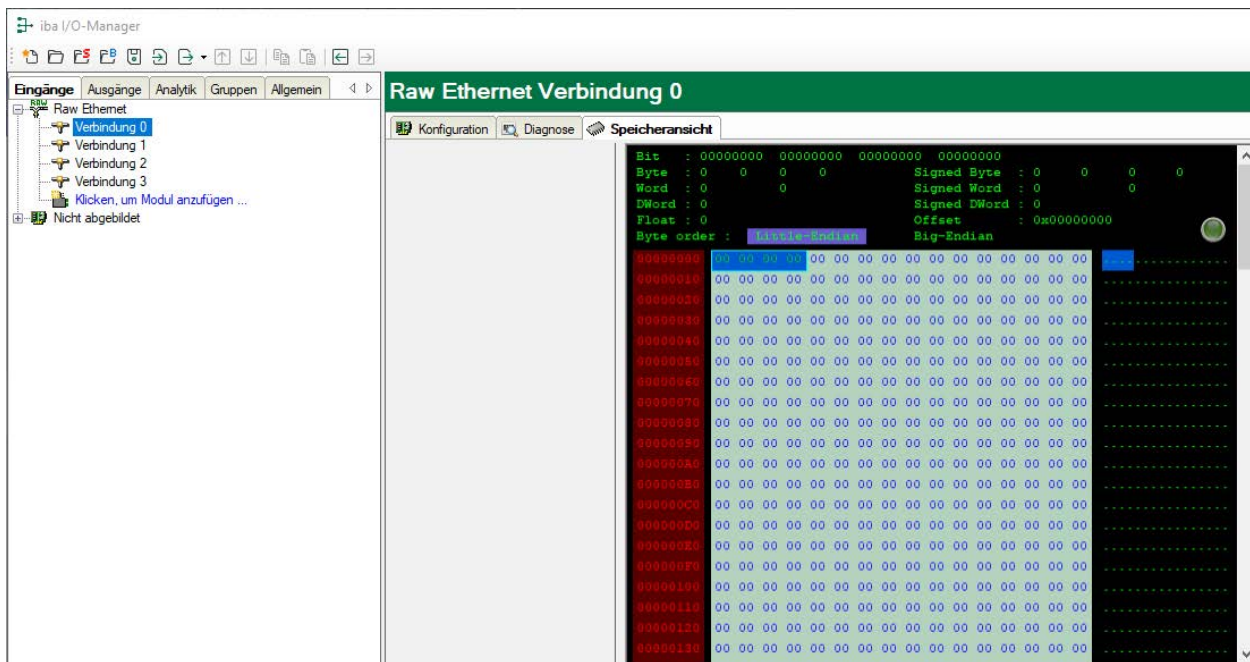 iba I/O-Manager
Eingänge Ausgänge Analytik Gruppen Allgemein
RAW
Raw Ethernet
Verbindung 0
Verbindung 1
Verbindung 2
Verbindung 3
Klicken, um Modul anzufügen ...
Nicht abgebildet
Raw Ethernet Verbindung 0
Konfiguration Diagnose Speicheransicht
Bit : 00000000 00000000 00000000 00000000
Byte : 0 0 0 0 Signed Byte : 0 0 0 0
Word : 0 0 Signed Word : 0 0
DWord : 0 Signed DWord : 0
Float : 0 Offset : 0x00000000
Byte order : Little-Endian Big-Endian
00000000 00 00 00 00 00 00 00 00 00 00 00 00 00 00 00 00 ................
00000010 00 00 00 00 00 00 00 00 00 00 00 00 00 00 00 00 ................
00000020 00 00 00 00 00 00 00 00 00 00 00 00 00 00 00 00 ................
00000030 00 00 00 00 00 00 00 00 00 00 00 00 00 00 00 00 ................
00000040 00 00 00 00 00 00 00 00 00 00 00 00 00 00 00 00 ................
00000050 00 00 00 00 00 00 00 00 00 00 00 00 00 00 00 00 ................
00000060 00 00 00 00 00 00 00 00 00 00 00 00 00 00 00 00 ................
00000070 00 00 00 00 00 00 00 00 00 00 00 00 00 00 00 00 ................
00000080 00 00 00 00 00 00 00 00 00 00 00 00 00 00 00 00 ................
00000090 00 00 00 00 00 00 00 00 00 00 00 00 00 00 00 00 ................
000000A0 00 00 00 00 00 00 00 00 00 00 00 00 00 00 00 00 ................
000000B0 00 00 00 00 00 00 00 00 00 00 00 00 00 00 00 00 ................
000000C0 00 00 00 00 00 00 00 00 00 00 00 00 00 00 00 00 ................
000000D0 00 00 00 00 00 00 00 00 00 00 00 00 00 00 00 00 ................
000000E0 00 00 00 00 00 00 00 00 00 00 00 00 00 00 00 00 ................
000000F0 00 00 00 00 00 00 00 00 00 00 00 00 00 00 00 00 ................
00000100 00 00 00 00 00 00 00 00 00 00 00 00 00 00 00 00 ................
00000110 00 00 00 00 00 00 00 00 00 00 00 00 00 00 00 00 ................
00000120 00 00 00 00 00 00 00 00 00 00 00 00 00 00 00 00 ................
00000130 00 00 00 00 00 00 00 00 00 00 00 00 00 00 00 00 ................